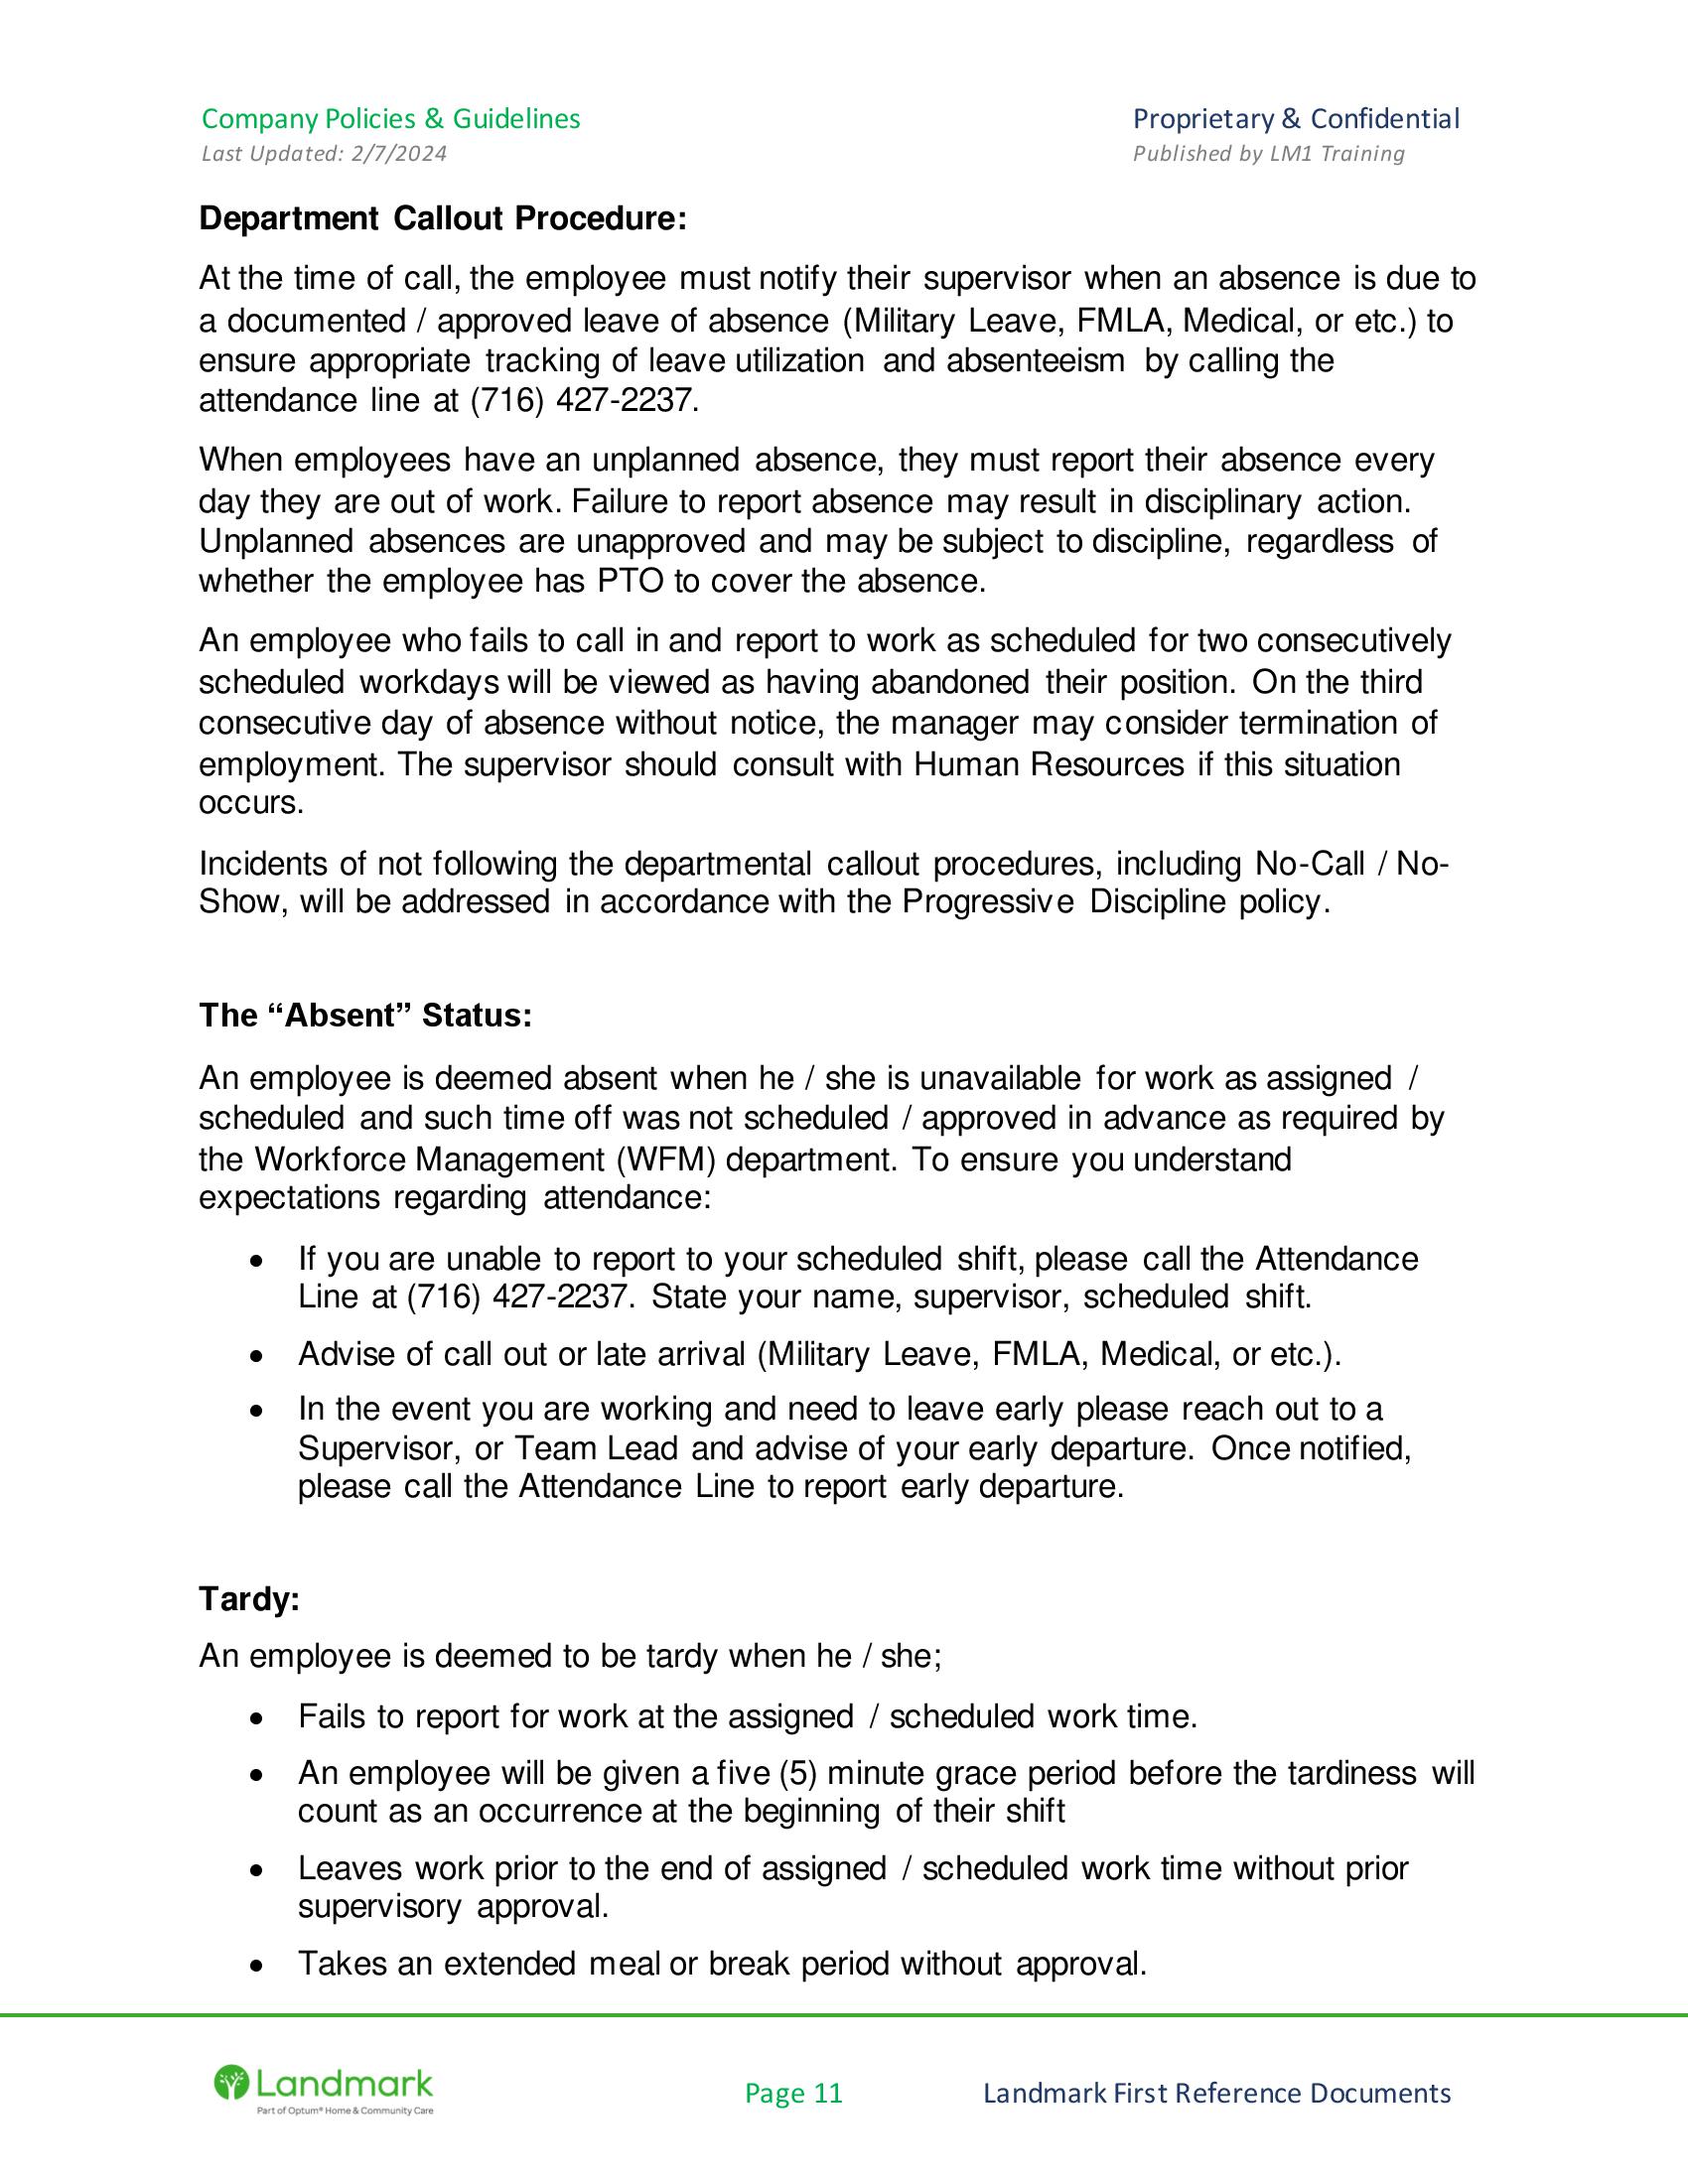 Company Policies & Guidelines
Proprietary & Confidential
Last Updated: 2/7/2024
Published by LM1 Training
Department Callout Procedure:
At the time of call, the employee must notify their supervisor when an absence is due to
a documented / approved leave of absence (Military Leave, FMLA, Medical, or etc.) to
ensure appropriate tracking of leave utilization and absenteeism by calling the
attendance line at (716) 427-2237.
When employees have an unplanned absence, they must report their absence every
day they are out of work. Failure to report absence may result in disciplinary action.
Unplanned absences are unapproved and may be subject to discipline, regardless of
whether the employee has PTO to cover the absence.
An employee who fails to call in and report to work as scheduled for two consecutively
scheduled workdays will be viewed as having abandoned their position. On the third
consecutive day of absence without notice, the manager may consider termination of
employment. The supervisor should consult with Human Resources if this situation
occurs.
Incidents of not following the departmental callout procedures, including No-Call / No-
Show, will be addressed in accordance with the Progressive Discipline policy.
The “Absent” Status:
An employee is deemed absent when he / she is unavailable for work as assigned /
scheduled and such time off was not scheduled / approved in advance as required by
the Workforce Management (WFM) department. To ensure you understand
expectations regarding attendance:
• If you are unable to report to your scheduled shift, please call the Attendance
Line at (716) 427-2237. State your name, supervisor, scheduled shift.
• Advise of call out or late arrival (Military Leave, FMLA, Medical, or etc.).
• In the event you are working and need to leave early please reach out to a
Supervisor, or Team Lead and advise of your early departure. Once notified,
please call the Attendance Line to report early departure.
Tardy:
An employee is deemed to be tardy when he / she;
• Fails to report for work at the assigned / scheduled work time.
• An employee will be given a five (5) minute grace period before the tardiness will
count as an occurrence at the beginning of their shift
• Leaves work prior to the end of assigned / scheduled work time without prior
supervisory approval.
• Takes an extended meal or break period without approval.
Landmark
Part of Optum® Home & Community Care
Page 11
Landmark First Reference Documents